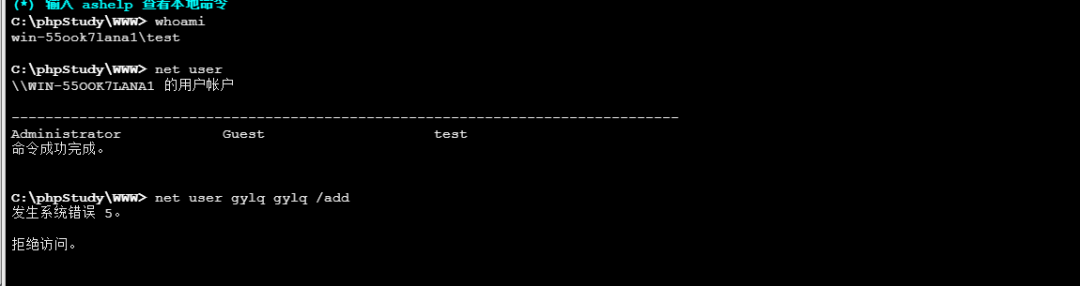 (*) 输入 ashelp 查看本地命令
C:\phpStudy\WWW> whoami
win-55ook7lana1\test
C:\phpStudy\WWW> net user
\\WIN-55OOK7LANA1 的用户帐户
-------------------------------------------------------------------------------
Administrator Guest test
命令成功完成。
C:\phpStudy\WWW> net user gylq gylq /add
发生系统错误 5。
拒绝访问。